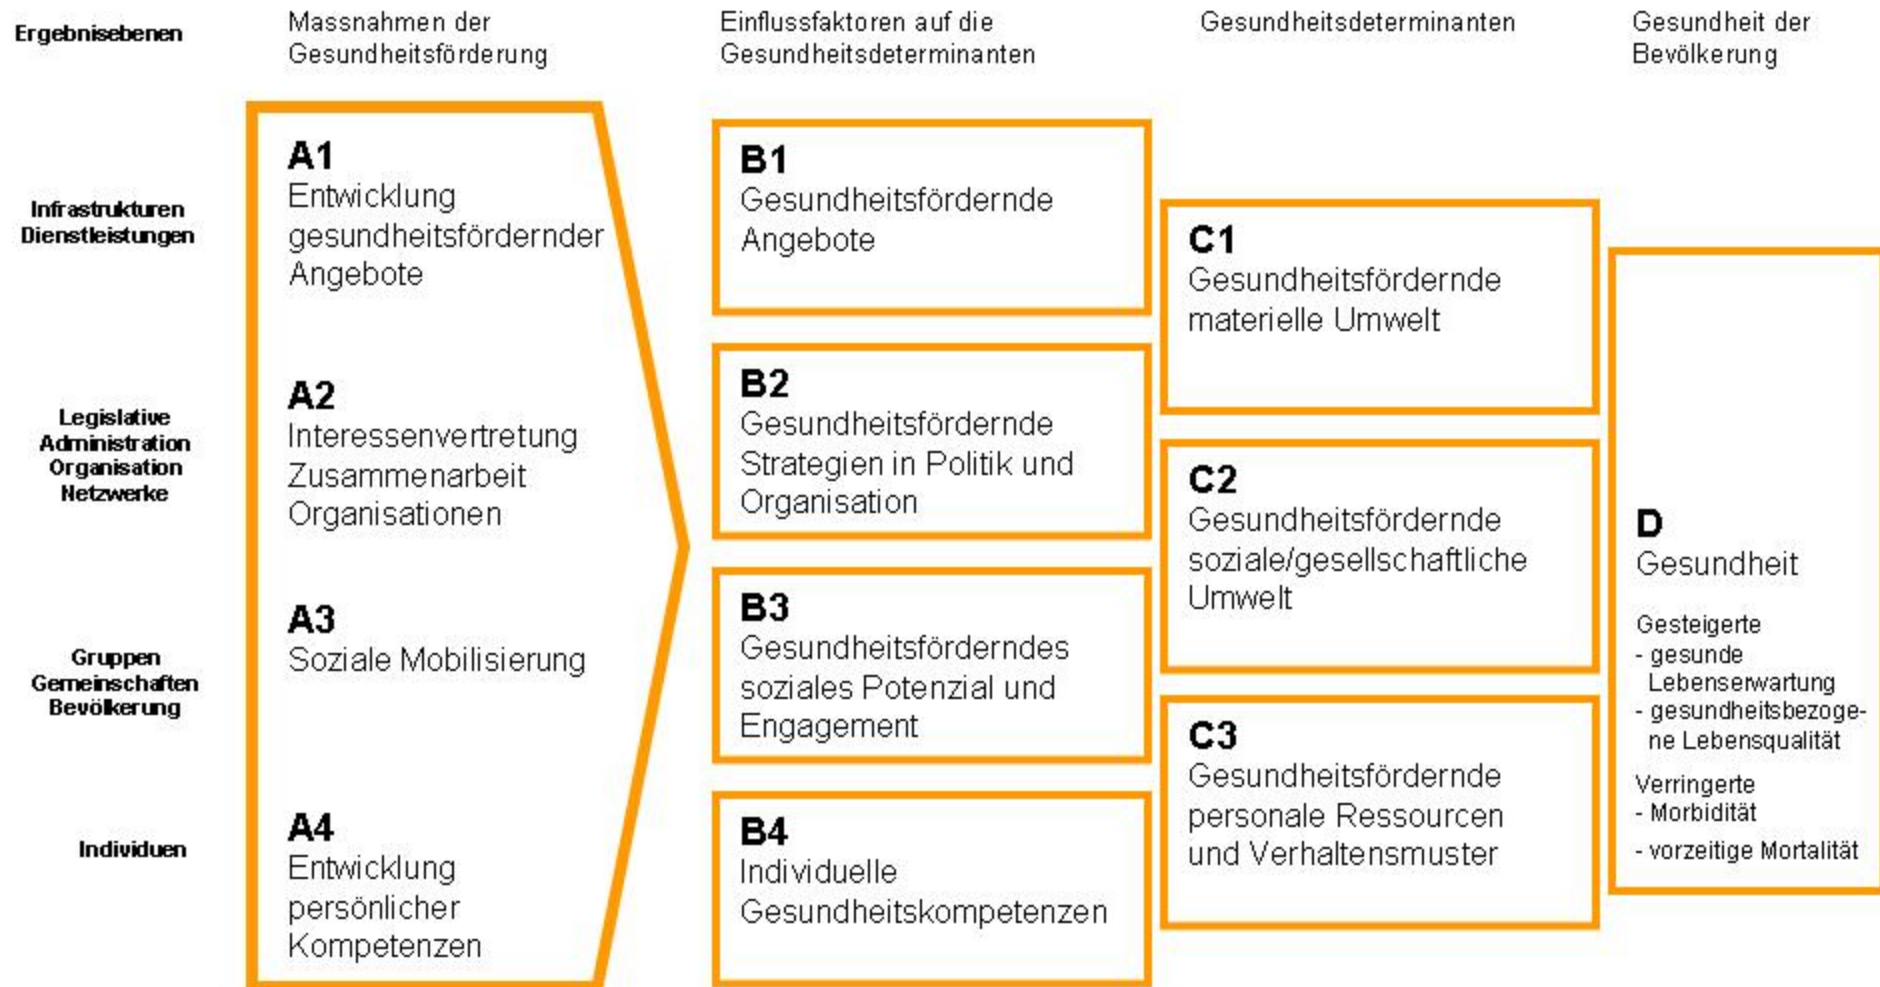 Ergebnisebenen
Massnahmen der
Gesundheitsförderung
Einflussfaktoren auf die
Gesundheitsdeterminanten
Gesundheitsdeterminanten
Gesundheit der
Bevölkerung
Infrastrukturen
Dienstleistungen
Legislative
Administration
Organisation
Netzwerke
Gruppen
Gemeinschaften
Bevölkerung
Individuen
A1
Entwicklung
gesundheitsfördernder
Angebote
A2
Interessenvertretung
Zusammenarbeit
Organisationen
A3
Soziale Mobilisierung
A4
Entwicklung
persönlicher
Kompetenzen
B1
Gesundheitsfördernde
Angebote
B2
Gesundheitsfördernde
Strategien in Politik und
Organisation
B3
Gesundheitsförderndes
soziales Potenzial und
Engagement
B4
Individuelle
Gesundheitskompetenzen
C1
Gesundheitsfördernde
materielle Umwelt
C2
Gesundheitsfördernde
soziale/gesellschaftliche
Umwelt
C3
Gesundheitsfördernde
personale Ressourcen
und Verhaltensmuster
D
Gesundheit
Gesteigerte
- gesunde
Lebenserwartung
- gesundheitsbezoge-
ne Lebensqualität
Verringerte
- Morbidität
- vorzeitige Mortalität